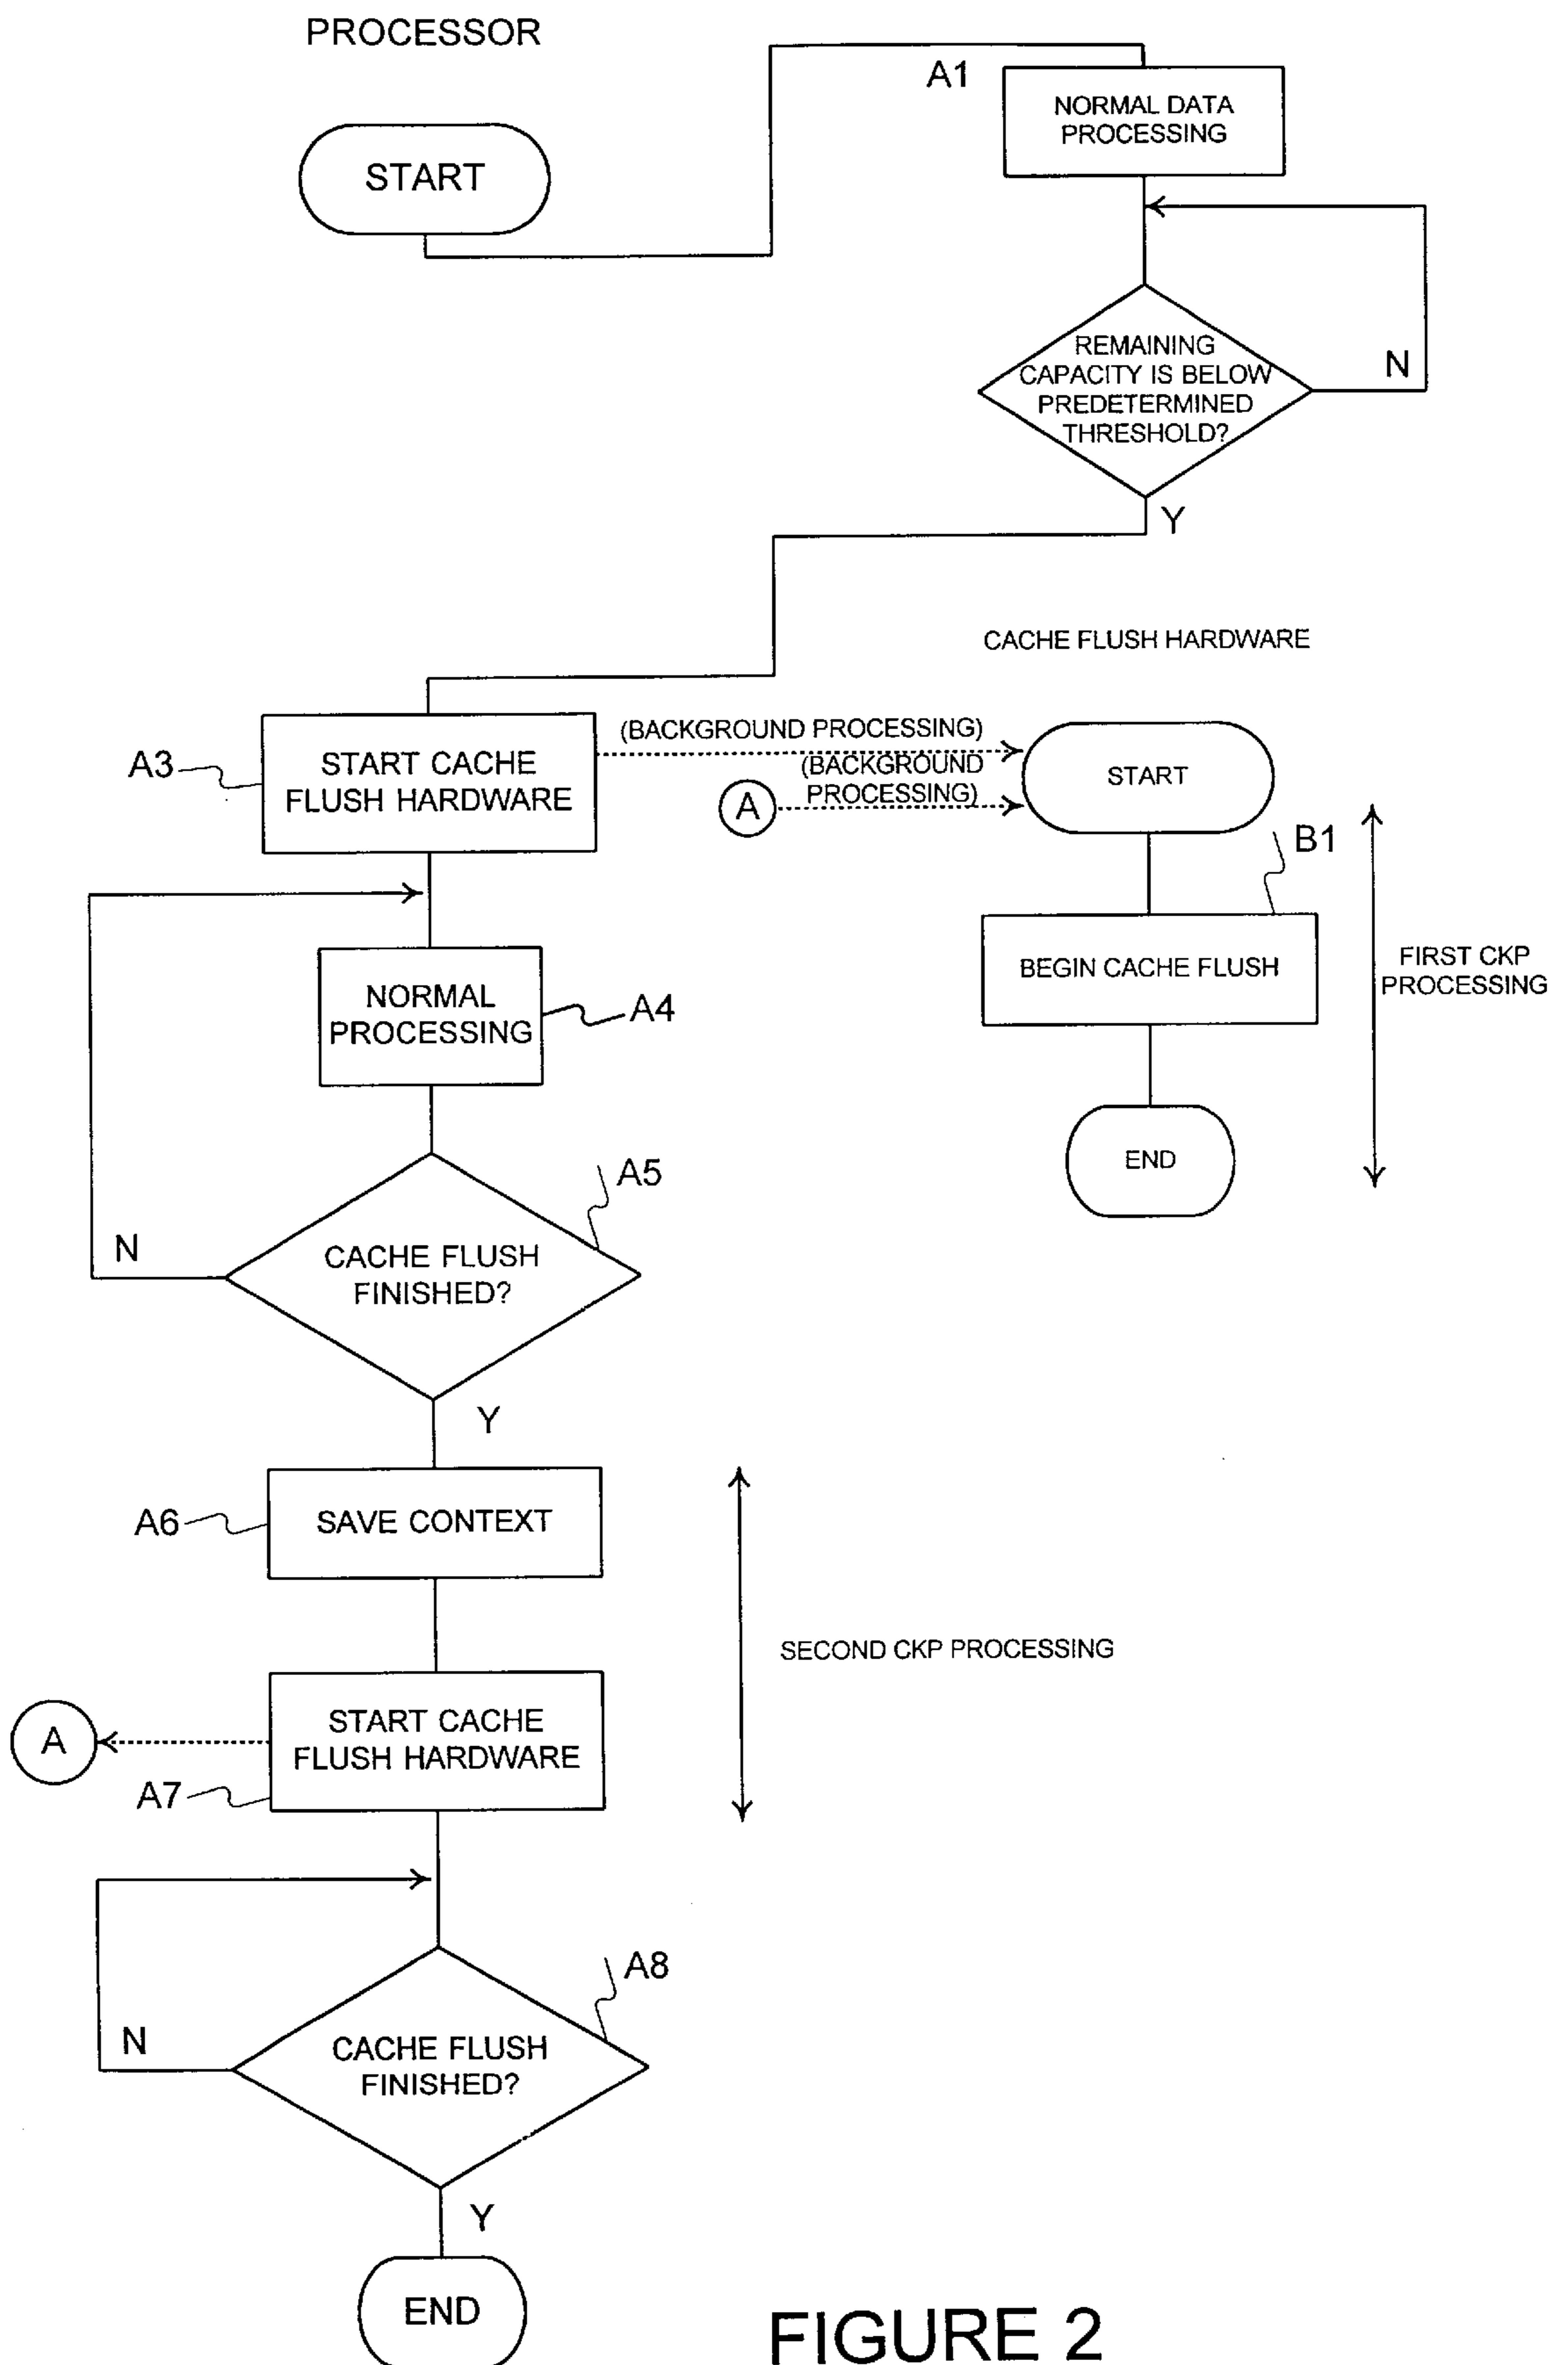 PROCESSOR
START
A1
NORMAL DATA
PROCESSING
REMAINING
CAPACITY IS BELOW
PREDETERMINED
THRESHOLD?
N
Y
CACHE FLUSH HARDWARE
A3
START CACHE
FLUSH HARDWARE
(BACKGROUND PROCESSING)
(BACKGROUND
PROCESSING)
A
START
B1
BEGIN CACHE FLUSH
END
FIRST CKP
PROCESSING
NORMAL
PROCESSING
A4
A5
CACHE FLUSH
FINISHED?
N
Y
A6
SAVE CONTEXT
SECOND CKP PROCESSING
START CACHE
FLUSH HARDWARE
A
A7
A8
CACHE FLUSH
FINISHED?
N
Y
END
FIGURE 2